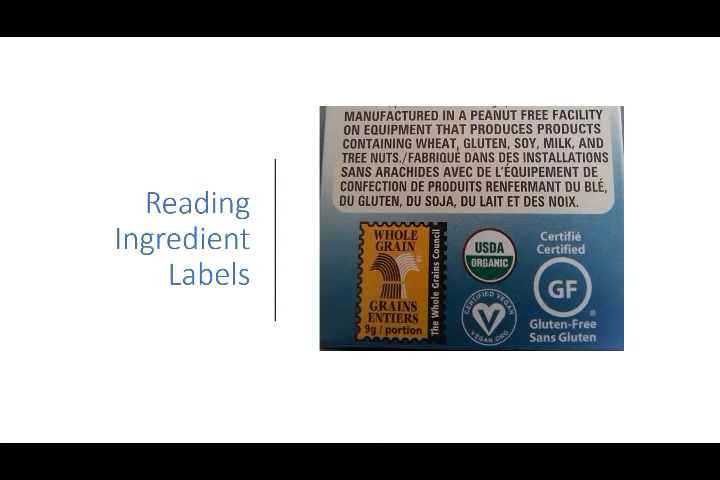 Reading
Ingredient
Labels
MANUFACTURED IN A PEANUT FREE FACILITY
ON EQUIPMENT THAT PRODUCES PRODUCTS
CONTAINING WHEAT, GLUTEN, SOY, MILK, AND
TREE NUTS./FABRIQUÉ DANS DES INSTALLATIONS
SANS ARACHIDES AVEC DE L'ÉQUIPEMENT DE
CONFECTION DE PRODUITS RENFERMANT DU BLÉ,
DU GLUTEN, DU SOJA, DU LAIT ET DES NOIX.
WHOLE
GRAIN
GRAINS
ENTIERS
9g / portion
The Whole Grains Council
USDA
ORGANIC
CERTIFIED VEGAN
VEGAN.ORG
Certifié
Certified
GF
®
Gluten-Free
Sans Gluten